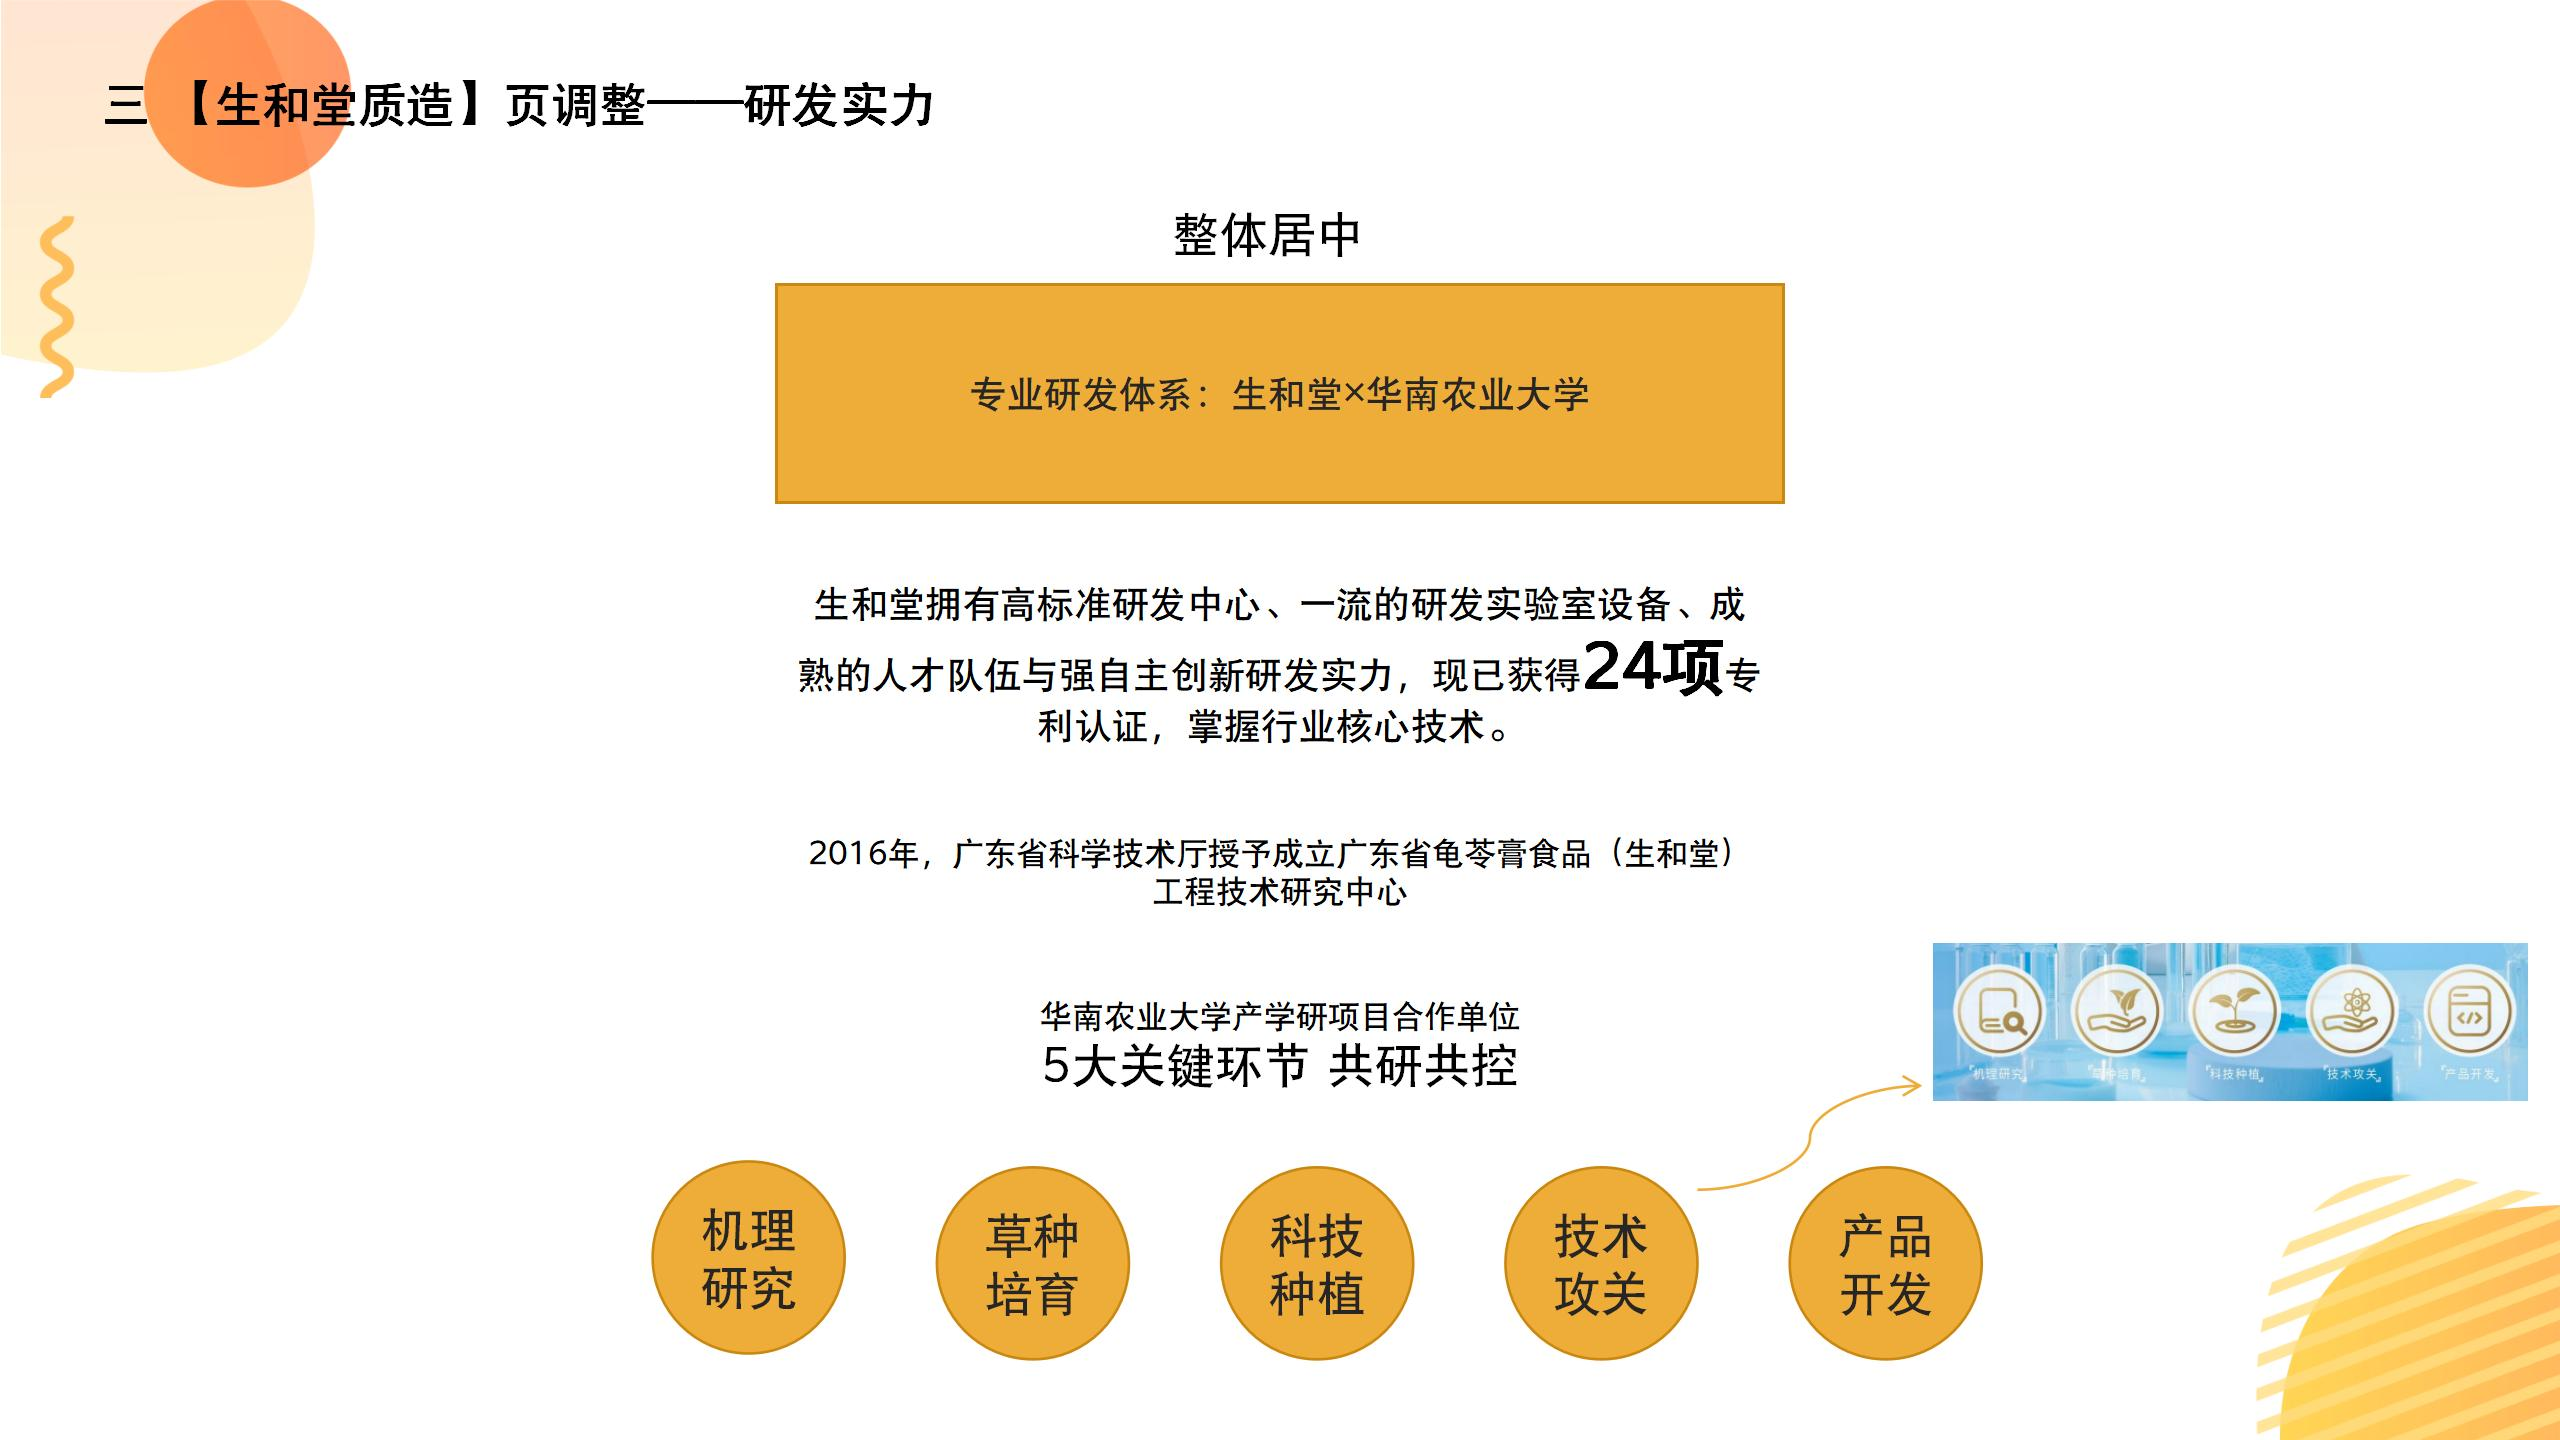 三【生和堂质造】页调整——研发实力
整体居中
专业研发体系：生和堂×华南农业大学
生和堂拥有高标准研发中心、一流的研发实验室设备、成
熟的人才队伍与强自主创新研发实力，现已获得24项专
利认证，掌握行业核心技术。
2016年，广东省科学技术厅授予成立广东省龟苓膏食品（生和堂）
工程技术研究中心
华南农业大学产学研项目合作单位
5大关键环节 共研共控
『机理研究』 『草种培育』 『科技种植』 『技术攻关』 『产品开发』
机理
研究
草种
培育
科技
种植
技术
攻关
产品
开发